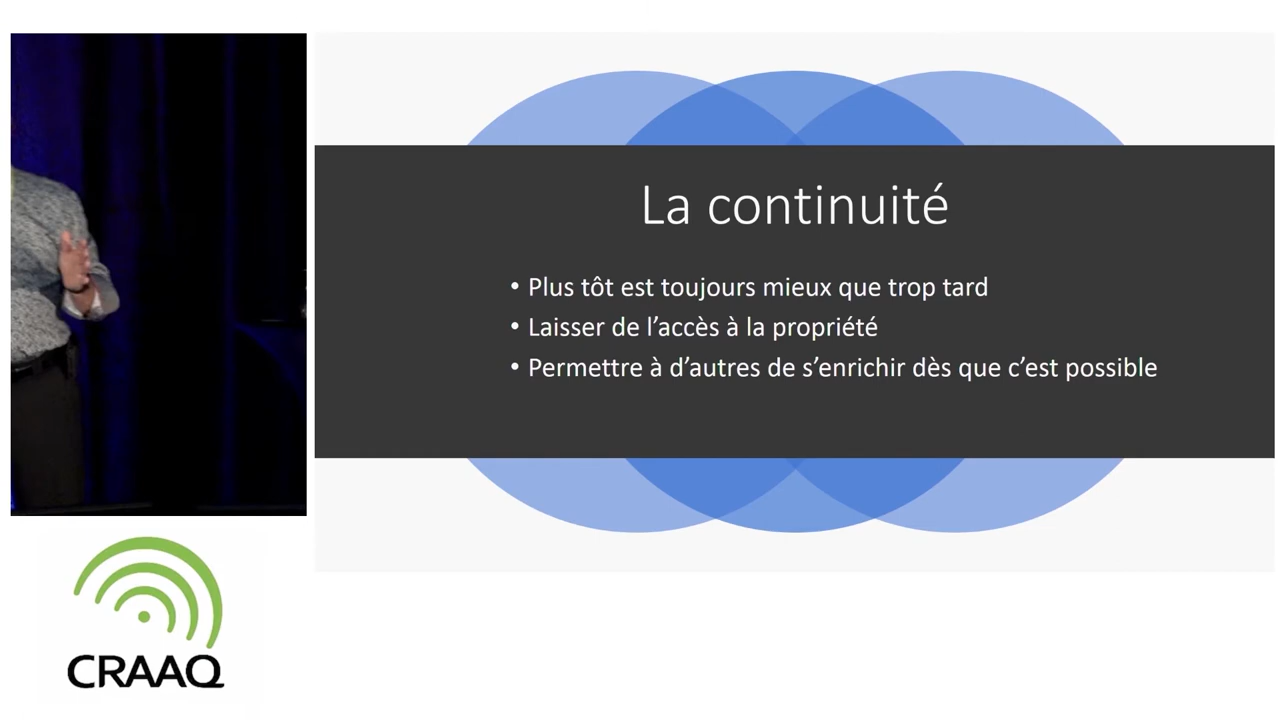 La continuité
• Plus tôt est toujours mieux que trop tard
• Laisser de l’accès à la propriété
• Permettre à d’autres de s’enrichir dès que c’est possible
CRAAQ